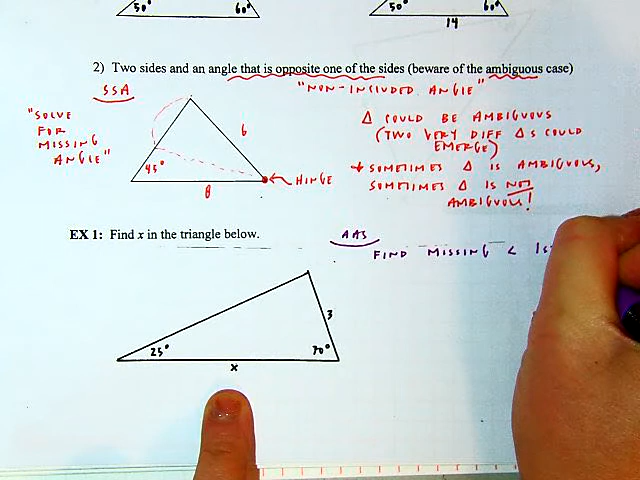 50° 60° 50° 60°
14
2) Two sides and an angle that is opposite one of the sides (beware of the ambiguous case)
SSA
"NON-INCLUDED ANGLE"
"SOLVE
FOR
MISSING
ANGLE"
6
45°
8
HINGE
Δ COULD BE AMBIGUOUS
(TWO VERY DIFF ΔS COULD
EMERGE)
* SOMETIMES Δ IS AMBIGUOUS,
SOMETIMES Δ IS NOT
AMBIGUOUS!
EX 1: Find x in the triangle below.
AAS
FIND MISSING < 1s
3
25° 70°
x